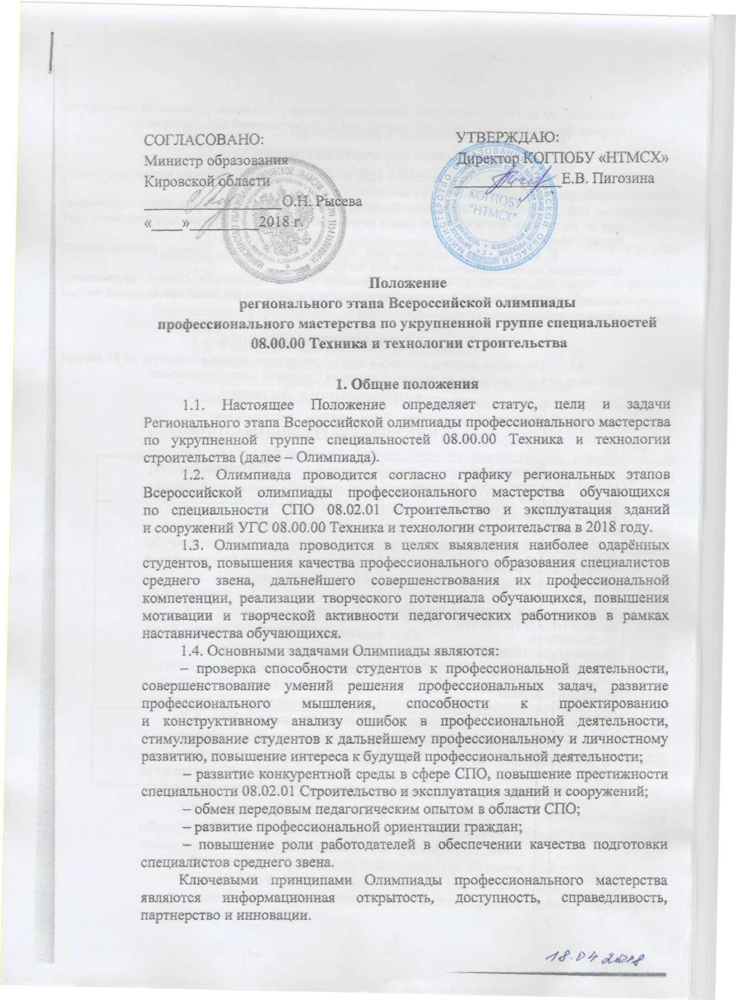 СОГЛАСОВАНО:
Министр образования
Кировской области
О.Н. Рысева
«____»_________2018 г.
УТВЕРЖДАЮ:
Директор КОГПОБУ «НТМСХ»
Е.В. Пигозина
КОГПОБУ
"НТМСХ"
Положение
регионального этапа Всероссийской олимпиады
профессионального мастерства по укрупненной группе специальностей
08.00.00 Техника и технологии строительства
1. Общие положения
1.1. Настоящее Положение определяет статус, цели и задачи
Регионального этапа Всероссийской олимпиады профессионального мастерства
по укрупненной группе специальностей 08.00.00 Техника и технологии
строительства (далее – Олимпиада).
1.2. Олимпиада проводится согласно графику региональных этапов
Всероссийской олимпиады профессионального мастерства обучающихся
по специальности СПО 08.02.01 Строительство и эксплуатация зданий
и сооружений УГС 08.00.00 Техника и технологии строительства в 2018 году.
1.3. Олимпиада проводится в целях выявления наиболее одарённых
студентов, повышения качества профессионального образования специалистов
среднего звена, дальнейшего совершенствования их профессиональной
компетенции, реализации творческого потенциала обучающихся, повышения
мотивации и творческой активности педагогических работников в рамках
наставничества обучающихся.
1.4. Основными задачами Олимпиады являются:
– проверка способности студентов к профессиональной деятельности,
совершенствование умений решения профессиональных задач, развитие
профессионального мышления, способности к проектированию
и конструктивному анализу ошибок в профессиональной деятельности,
стимулирование студентов к дальнейшему профессиональному и личностному
развитию, повышение интереса к будущей профессиональной деятельности;
– развитие конкурентной среды в сфере СПО, повышение престижности
специальности 08.02.01 Строительство и эксплуатация зданий и сооружений;
– обмен передовым педагогическим опытом в области СПО;
– развитие профессиональной ориентации граждан;
– повышение роли работодателей в обеспечении качества подготовки
специалистов среднего звена.
Ключевыми принципами Олимпиады профессионального мастерства
являются информационная открытость, доступность, справедливость,
партнерство и инновации.
18.04 2018